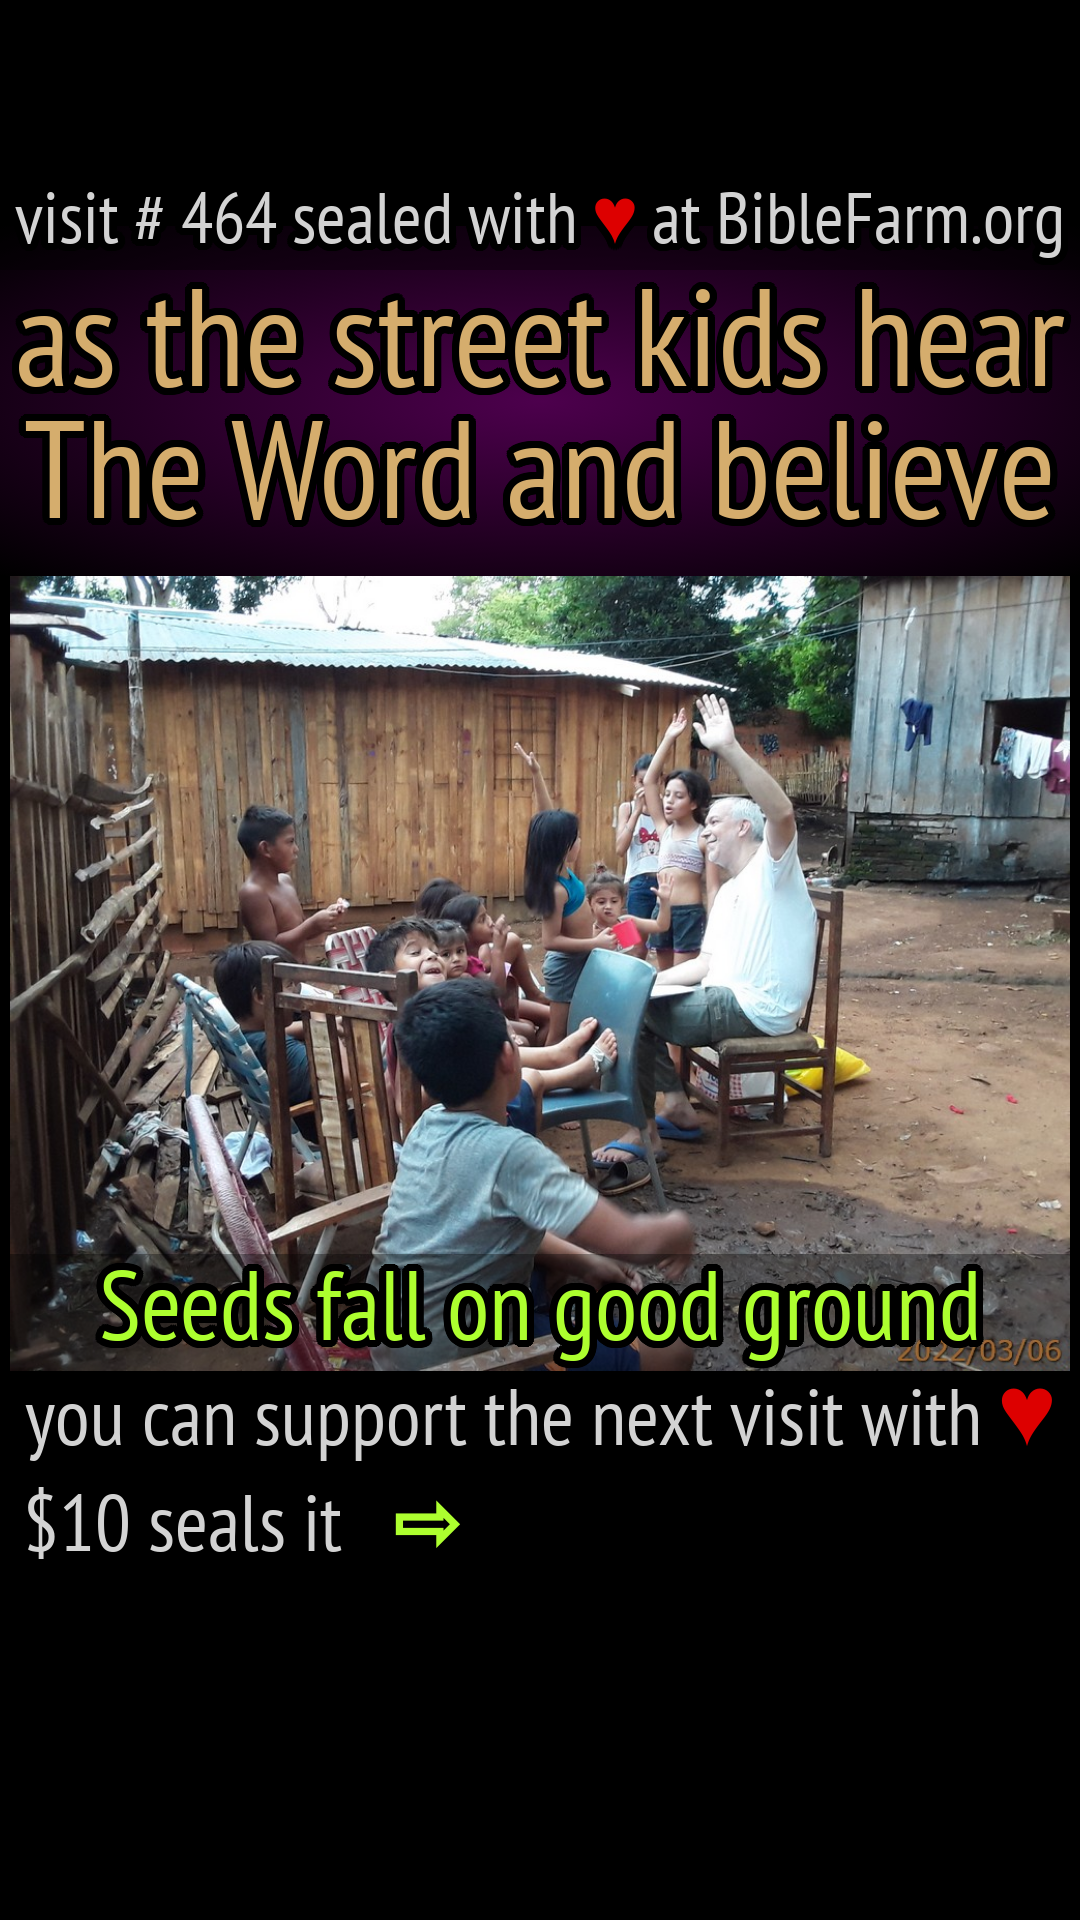 visit # 464 sealed with ♥ at BibleFarm.org
as the street kids hear
The Word and believe
Seeds fall on good ground
2022/03/06
you can support the next visit with ♥
$10 seals it ⇨